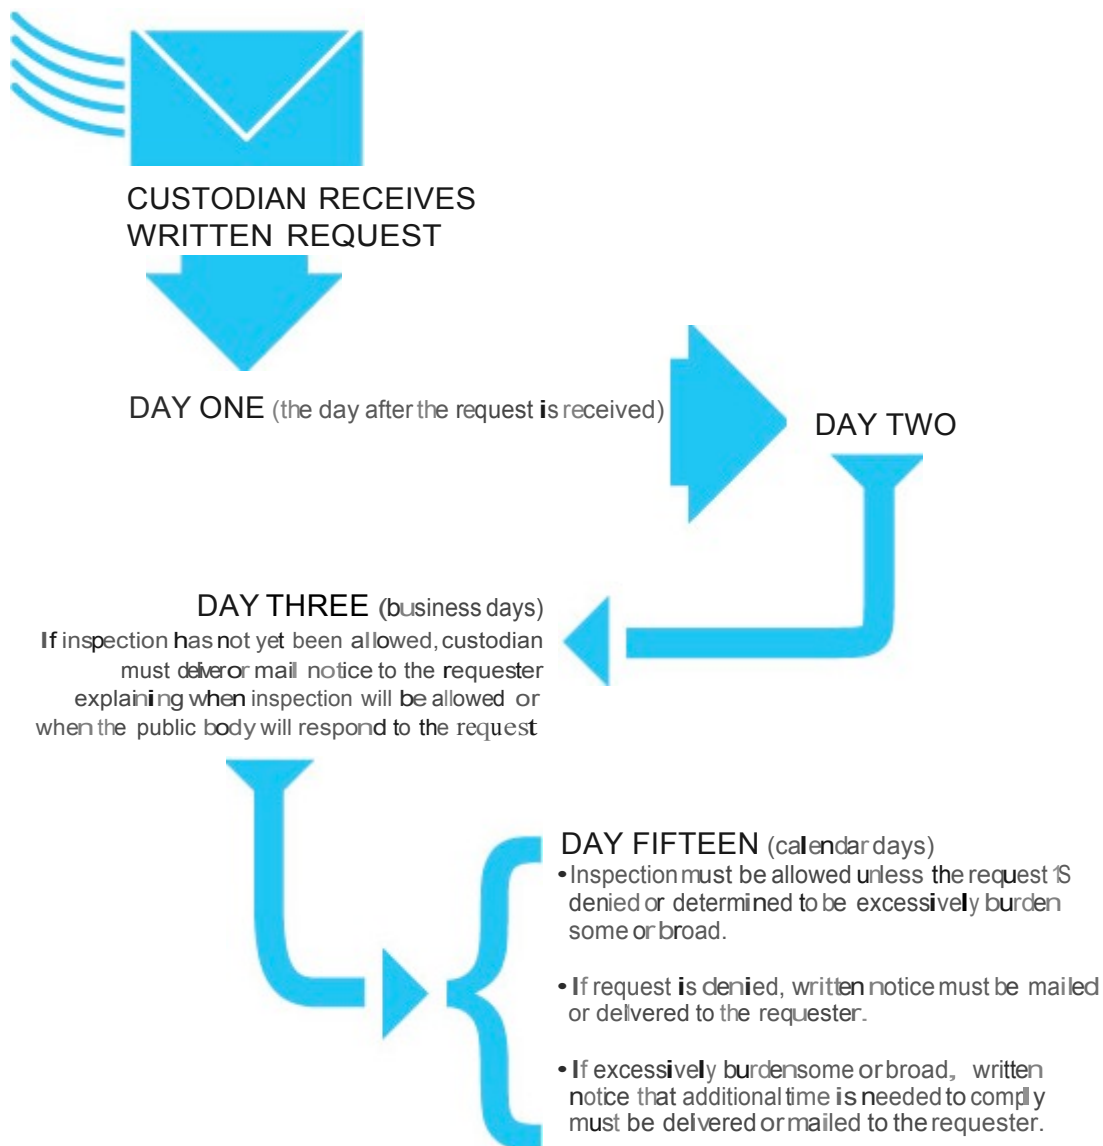 CUSTODIAN RECEIVES
WRITTEN REQUEST
DAY ONE (the day after the request is received)
DAY TWO
DAY THREE (business days)
If inspection has not yet been allowed, custodian
must deliver or mail notice to the requester
explaining when inspection will be allowed or
when the public body will respond to the request
DAY FIFTEEN (calendar days)
• Inspection must be allowed unless the request 1S
denied or determined to be excessively burden
some or broad.
• If request is denied, written notice must be mailed
or delvered to the requester.
• If excessively burdensome or broad, written
notice that additional time is needed to comply
must be delvered or mailed to the requester.